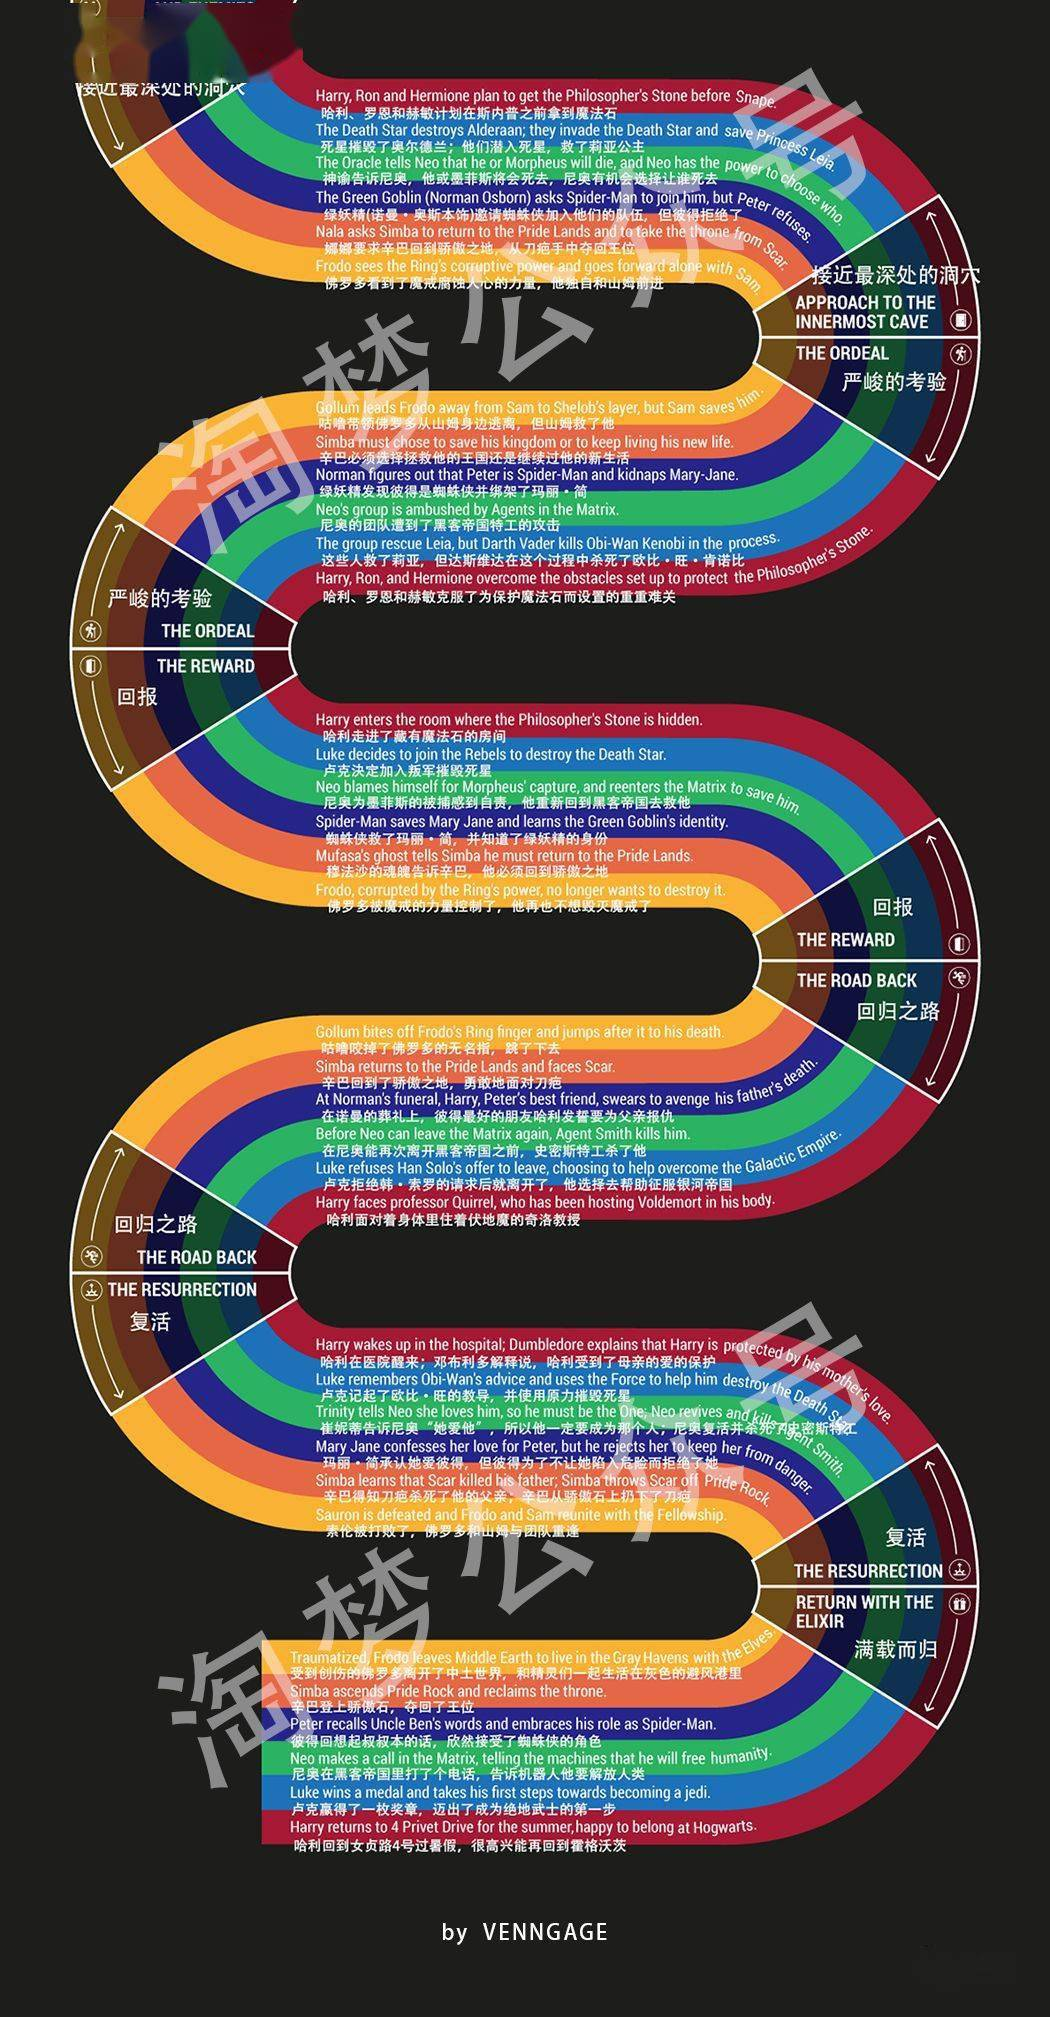 接近最深处的洞穴
Harry, Ron and Hermione plan to get the Philosopher's Stone before Snape.
哈利、罗恩和赫敏计划在斯内普之前拿到魔法石
The Death Star destroys Alderaan; they invade the Death Star and save Princess Leia.
死星摧毁了奥尔德兰；他们潜入死星，救了莉亚公主
The Oracle tells Neo that he or Morpheus will die, and Neo has the power to choose who.
神谕告诉尼奥，他或墨菲斯将会死去，尼奥有机会选择让谁死去
The Green Goblin (Norman Osborn) asks Spider-Man to join him, but Peter refuses.
绿妖精(诺曼·奥斯本饰)邀请蜘蛛侠加入他们的队伍，但彼得拒绝了
Nala asks Simba to return to the Pride Lands and to take the throne from Scar.
娜娜要求辛巴回到骄傲之地，从刀疤手中夺回王位
Frodo sees the Ring's corruptive power and goes forward alone with Sam.
佛罗多看到了魔戒腐蚀人心的力量，他独自和山姆前进
接近最深处的洞穴
APPROACH TO THE
INNERMOST CAVE
THE ORDEAL
严峻的考验
Gollum leads Frodo away from Sam to Shelob's layer, but Sam saves him.
咕噜带领佛罗多从山姆身边逃离，但山姆救了他
Simba must chose to save his kingdom or to keep living his new life.
辛巴必须选择拯救他的王国还是继续过他的新生活
Norman figures out that Peter is Spider-Man and kidnaps Mary-Jane.
绿妖精发现彼得是蜘蛛侠并绑架了玛丽·简
Neo's group is ambushed by Agents in the Matrix.
尼奥的团队遭到了黑客帝国特工的攻击
The group rescue Leia, but Darth Vader kills Obi-Wan Kenobi in the process.
这些人救了莉亚，但达斯维达在这个过程中杀死了欧比·旺·肯诺比
Harry, Ron, and Hermione overcome the obstacles set up to protect the Philosopher's Stone.
哈利、罗恩和赫敏克服了为保护魔法石而设置的重重难关
严峻的考验
THE ORDEAL
THE REWARD
回报
Harry enters the room where the Philosopher's Stone is hidden.
哈利走进了藏有魔法石的房间
Luke decides to join the Rebels to destroy the Death Star.
卢克决定加入叛军摧毁死星
Neo blames himself for Morpheus' capture, and reenters the Matrix to save him.
尼奥为墨菲斯的被捕感到自责，他重新回到黑客帝国去救他
Spider-Man saves Mary Jane and learns the Green Goblin's identity.
蜘蛛侠救了玛丽·简，并知道了绿妖精的身份
Mufasa's ghost tells Simba he must return to the Pride Lands.
穆法沙的魂魄告诉辛巴，他必须回到骄傲之地
Frodo, corrupted by the Ring's power, no longer wants to destroy it.
佛罗多被魔戒的力量控制了，他再也不想毁灭魔戒了
回报
THE REWARD
THE ROAD BACK
回归之路
Gollum bites off Frodo's Ring finger and jumps after it to his death.
咕噜咬掉了佛罗多的无名指，跳了下去
Simba returns to the Pride Lands and faces Scar.
辛巴回到了骄傲之地，勇敢地面对刀疤
At Norman's funeral, Harry, Peter's best friend, swears to avenge his father's death.
在诺曼的葬礼上，彼得最好的朋友哈利发誓要为父亲报仇
Before Neo can leave the Matrix again, Agent Smith kills him.
在尼奥能再次离开黑客帝国之前，史密斯特工杀了他
Luke refuses Han Solo's offer to leave, choosing to help overcome the Galactic Empire.
卢克拒绝韩·索罗的请求后就离开了，他选择去帮助征服银河帝国
Harry faces professor Quirrel, who has been hosting Voldemort in his body.
哈利面对着身体里住着伏地魔的奇洛教授
回归之路
THE ROAD BACK
THE RESURRECTION
复活
Harry wakes up in the hospital; Dumbledore explains that Harry is protected by his mother's love.
哈利在医院醒来；邓布利多解释说，哈利受到了母亲的爱的保护
Luke remembers Obi-Wan's advice and uses the Force to help him destroy the Death Star.
卢克记起了欧比·旺的教导，并使用原力摧毁死星
Trinity tells Neo she loves him, so he must be the One; Neo revives and kills Agent Smith.
崔妮蒂告诉尼奥“她爱他”，所以他一定要成为那个人；尼奥复活并杀死了史密斯特工
Mary Jane confesses her love for Peter, but he rejects her to keep her from danger.
玛丽·简承认她爱彼得，但彼得为了不让她陷入危险而拒绝了她
Simba learns that Scar killed his father; Simba throws Scar off Pride Rock.
辛巴得知刀疤杀死了他的父亲；辛巴从骄傲石上扔下了刀疤
Sauron is defeated and Frodo and Sam reunite with the Fellowship.
索伦被打败了，佛罗多和山姆与团队重逢
复活
THE RESURRECTION
RETURN WITH THE
ELIXIR
满载而归
Traumatized, Frodo leaves Middle Earth to live in the Gray Havens with the Elves.
受到创伤的佛罗多离开了中土世界，和精灵们一起生活在灰色的避风港里
Simba ascends Pride Rock and reclaims the throne.
辛巴登上骄傲石，夺回了王位
Peter recalls Uncle Ben's words and embraces his role as Spider-Man.
彼得回想起叔叔本的话，欣然接受了蜘蛛侠的角色
Neo makes a call in the Matrix, telling the machines that he will free humanity.
尼奥在黑客帝国里打了个电话，告诉机器人他要解放人类
Luke wins a medal and takes his first steps towards becoming a jedi.
卢克赢得了一枚奖章，迈出了成为绝地武士的第一步
Harry returns to 4 Privet Drive for the summer, happy to belong at Hogwarts.
哈利回到女贞路4号过暑假，很高兴能再回到霍格沃茨
淘梦公众号
淘梦公众号
by VENNGAGE